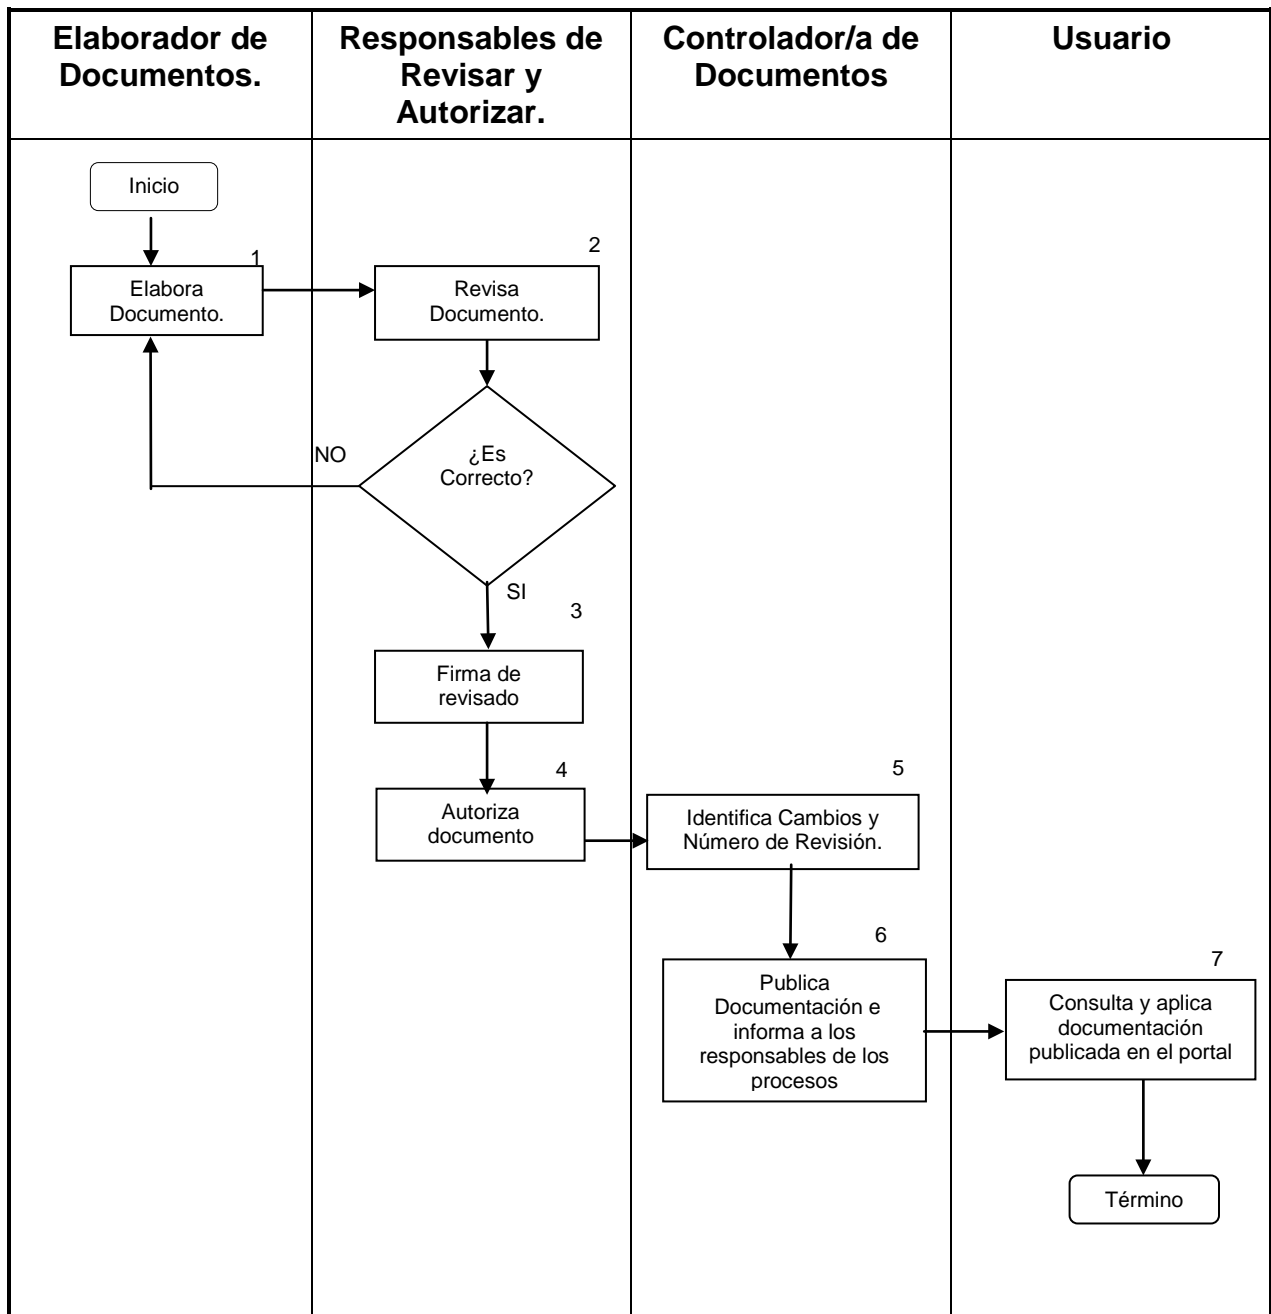 Elaborador de
Documentos.
Responsables de
Revisar y
Autorizar.
Controlador/a de
Documentos
Usuario
Inicio
1
Elabora
Documento.
2
Revisa
Documento.
¿Es
Correcto?
NO
SI
3
Firma de
revisado
4
Autoriza
documento
5
Identifica Cambios y
Número de Revisión.
6
Publica
Documentación e
informa a los
responsables de los
procesos
7
Consulta y aplica
documentación
publicada en el portal
Término